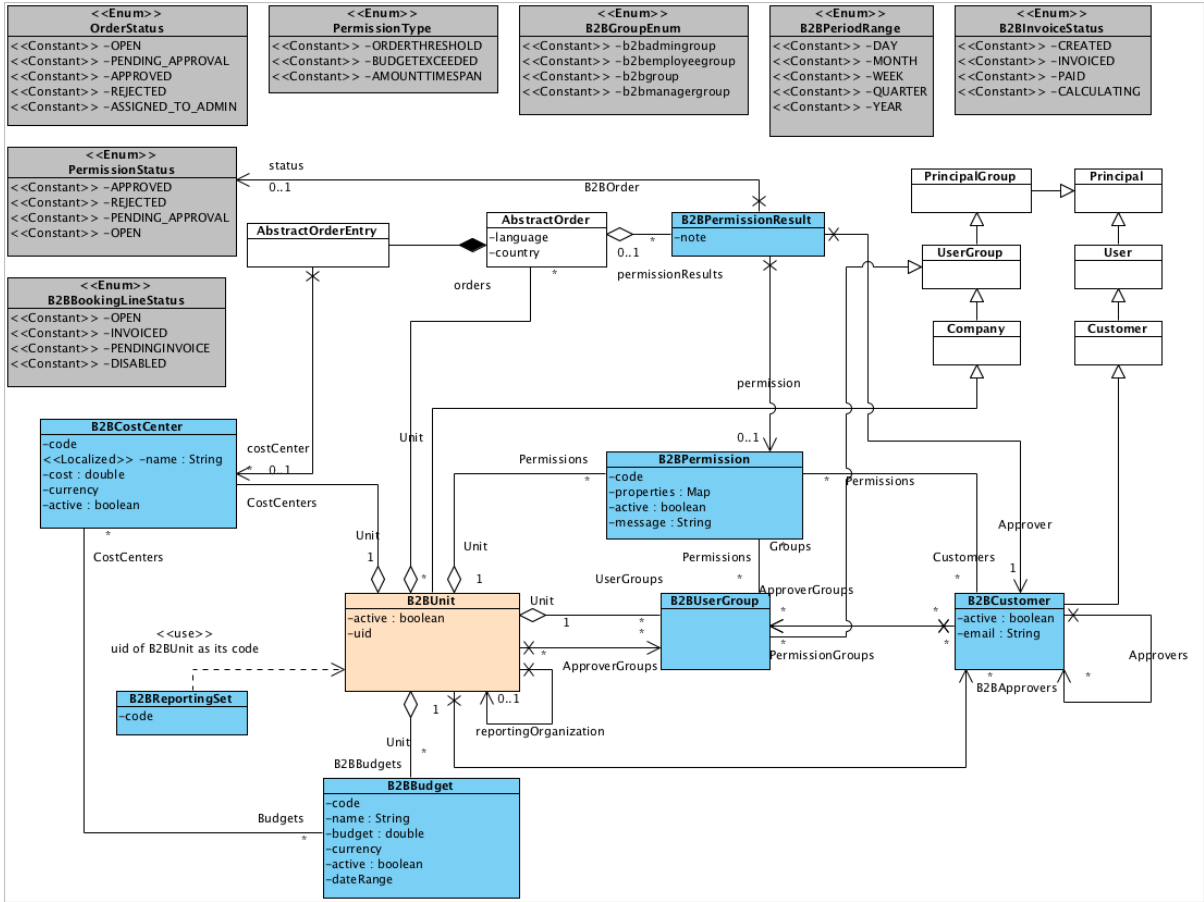 <<Enum>>
OrderStatus
<<Constant>> -OPEN
<<Constant>> -PENDING_APPROVAL
<<Constant>> -APPROVED
<<Constant>> -REJECTED
<<Constant>> -ASSIGNED_TO_ADMIN
<<Enum>>
PermissionType
<<Constant>> -ORDERTHRESHOLD
<<Constant>> -BUDGETEXCEEDED
<<Constant>> -AMOUNTTIMESPAN
<<Enum>>
B2BGroupEnum
<<Constant>> -b2badmingroup
<<Constant>> -b2bemployeegroup
<<Constant>> -b2bgroup
<<Constant>> -b2bmanagergroup
<<Enum>>
B2BPeriodRange
<<Constant>> -DAY
<<Constant>> -MONTH
<<Constant>> -WEEK
<<Constant>> -QUARTER
<<Constant>> -YEAR
<<Enum>>
B2BInvoiceStatus
<<Constant>> -CREATED
<<Constant>> -INVOICED
<<Constant>> -PAID
<<Constant>> -CALCULATING
<<Enum>>
PermissionStatus
<<Constant>> -APPROVED
<<Constant>> -REJECTED
<<Constant>> -PENDING_APPROVAL
<<Constant>> -OPEN
status
0..1
B2BOrder
PrincipalGroup
Principal
AbstractOrderEntry
AbstractOrder
-language
-country
B2BPermissionResult
-note
0..1
*
*
orders
permissionResults
UserGroup
User
<<Enum>>
B2BBookingLineStatus
<<Constant>> -OPEN
<<Constant>> -INVOICED
<<Constant>> -PENDINGINVOICE
<<Constant>> -DISABLED
Company
Customer
permission
B2BCostCenter
-code
<<Localized>> -name : String
-cost : double
-currency
-active : boolean
costCenter
* 0..1
CostCenters
Unit
0..1
Permissions
*
B2BPermission
-code
-properties : Map
-active : boolean
-message : String
*
Permissions
Approver
1
*
CostCenters
Unit
1
*
Unit
1
Permissions
*
Groups
*
Customers
*
UserGroups
ApproverGroups
B2BUnit
-active : boolean
-uid
Unit
1
*
*
*
ApproverGroups
B2BUserGroup
*
*
PermissionGroups
*
*
B2BCustomer
-active : boolean
-email : String
Approvers
*
*
B2BApprovers
<<use>>
uid of B2BUnit as its code
B2BReportingSet
-code
0..1
reportingOrganization
1
Unit
*
B2BBudgets
B2BBudget
-code
-name : String
-budget : double
-currency
-active : boolean
-dateRange
Budgets
*